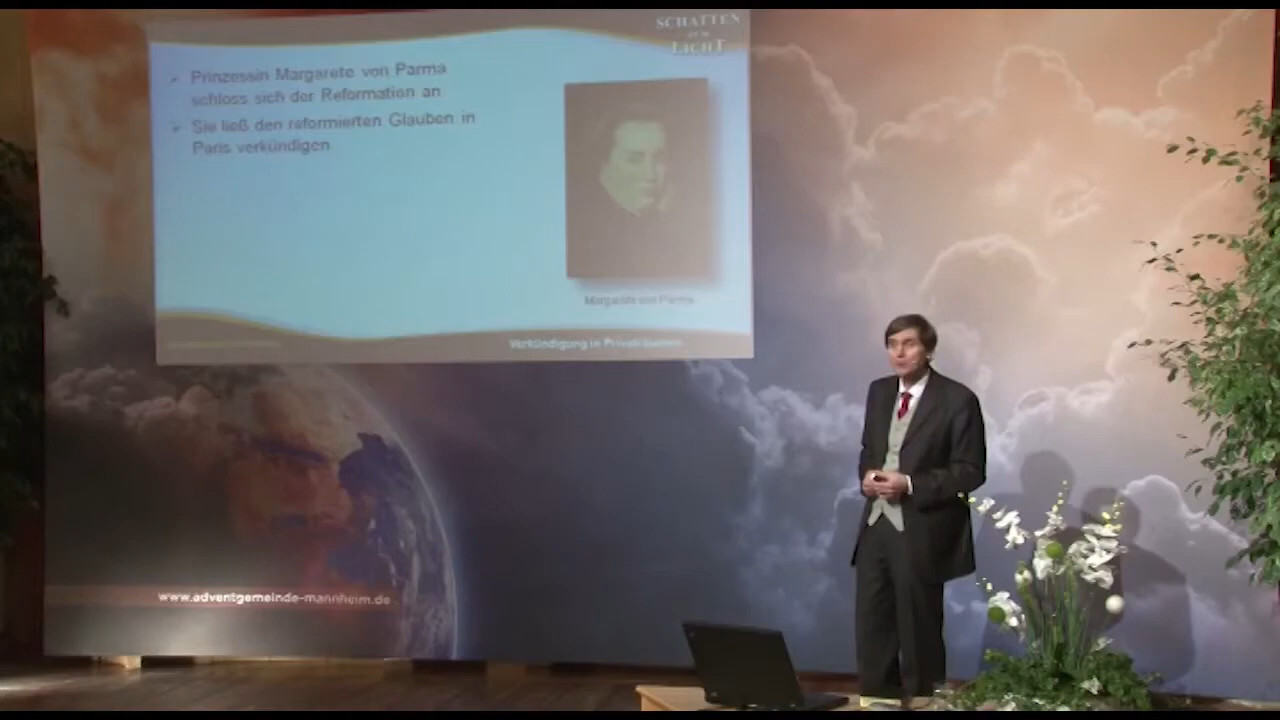 SCHATTEN
LICHT
Prinzessin Margarete von Parma
schloss sich der Reformation an
Sie ließ den reformierten Glauben in
Paris verkündigen
Margarete von Parma
Verkündigung in Privaträumen
www.adventgemeinde-mannheim.de